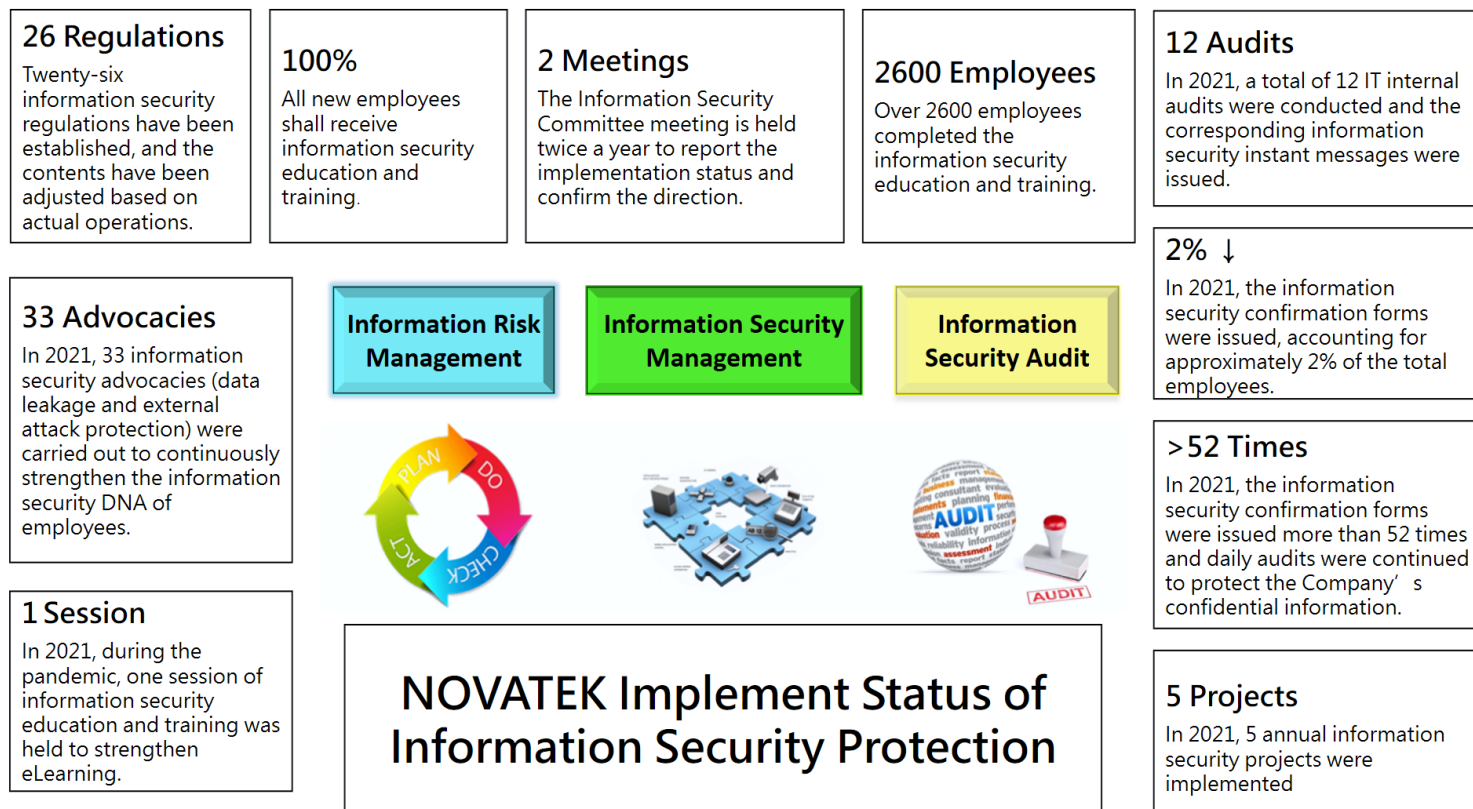 26 Regulations
Twenty-six
information security
regulations have been
established, and the
contents have been
adjusted based on
actual operations.
100%
All new employees
shall receive
information security
education and
training.
2 Meetings
The Information Security
Committee meeting is held
twice a year to report the
implementation status and
confirm the direction.
2600 Employees
Over 2600 employees
completed the
information security
education and training.
12 Audits
In 2021, a total of 12 IT internal
audits were conducted and the
corresponding information
security instant messages were
issued.
33 Advocacies
In 2021, 33 information
security advocacies (data
leakage and external
attack protection) were
carried out to continuously
strengthen the information
security DNA of
employees.
Information Risk
Management
Information Security
Management
Information
Security Audit
2% ↓
In 2021, the information
security confirmation forms
were issued, accounting for
approximately 2% of the total
employees.
PLAN
DO
CHECK
ACT
business management
consultant
planning
AUDIT
validity process
reliability information
assessment
AUDIT
>52 Times
In 2021, the information
security confirmation forms
were issued more than 52 times
and daily audits were continued
to protect the Company's
confidential information.
1 Session
In 2021, during the
pandemic, one session of
information security
education and training was
held to strengthen
eLearning.
NOVATEK Implement Status of
Information Security Protection
5 Projects
In 2021, 5 annual information
security projects were
implemented